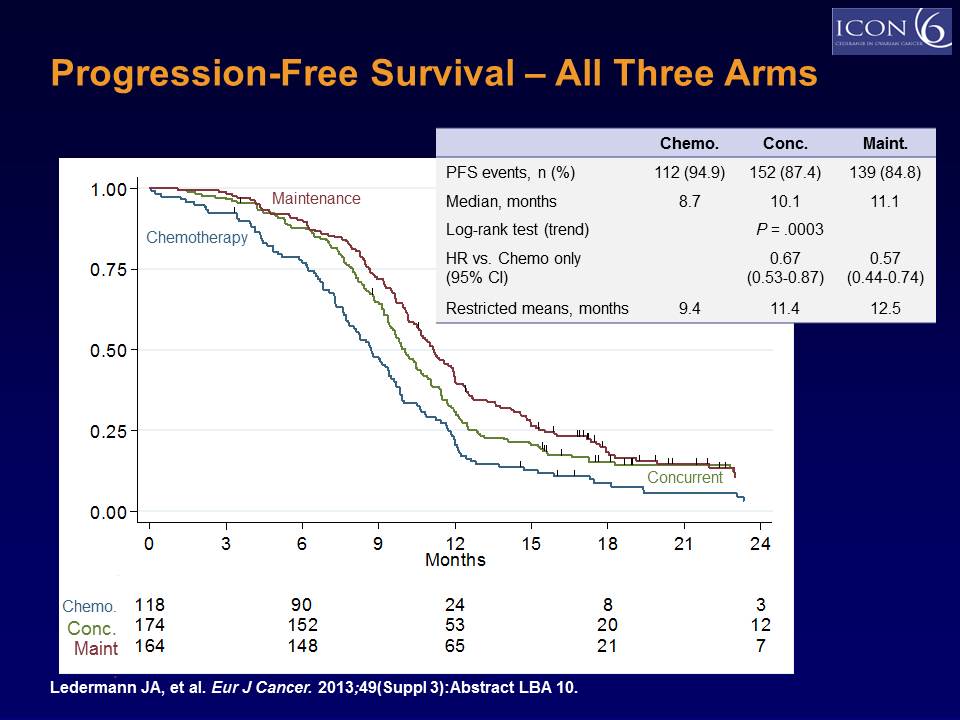 ICON 6
CEDIRANIB IN OVARIAN CANCER
Progression-Free Survival – All Three Arms
Chemo. Conc. Maint.
PFS events, n (%) 112 (94.9) 152 (87.4) 139 (84.8)
Median, months 8.7 10.1 11.1
Log-rank test (trend) P = .0003
HR vs. Chemo only 0.67 0.57
(95% CI) (0.53-0.87) (0.44-0.74)
Restricted means, months 9.4 11.4 12.5
1.00
0.75
0.50
0.25
0.00
Maintenance
Chemotherapy
Concurrent
0 3 6 9 12 15 18 21 24
Months
Chemo. 118 90 24 8 3
Conc. 174 152 53 20 12
Maint 164 148 65 21 7
Ledermann JA, et al. Eur J Cancer. 2013;49(Suppl 3):Abstract LBA 10.